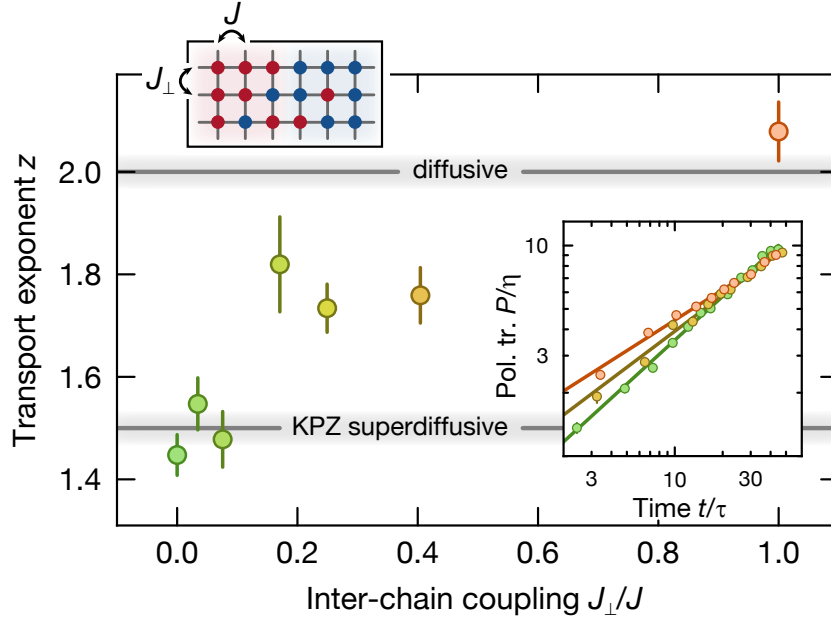 J
J⊥
Transport exponent z
2.0
1.8
1.6
1.4
diffusive
KPZ superdiffusive
Pol. tr. P/η
10
3
3
10
30
Time t/τ
0.0
0.2
0.4
0.6
0.8
1.0
Inter-chain coupling J⊥/J